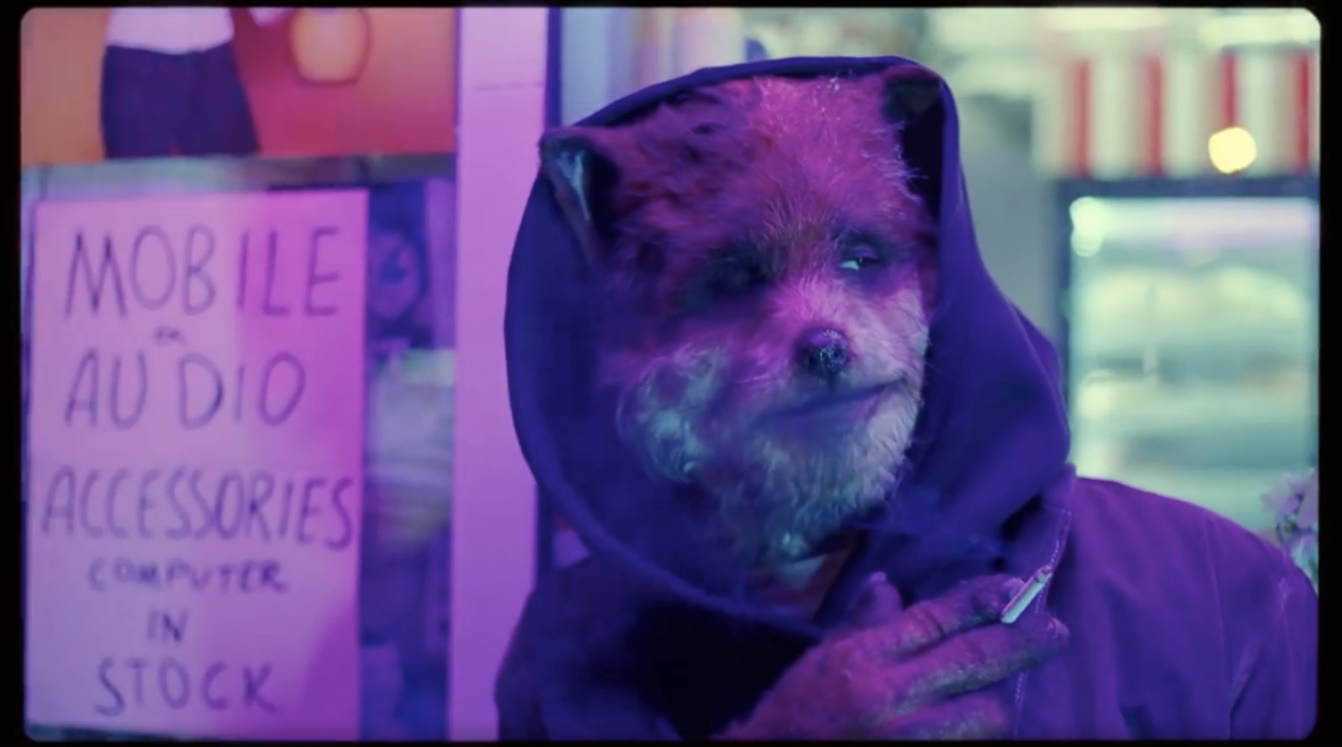 MOBILE
AUDIO
ACCESSORIES
COMPUTER
IN
STOCK